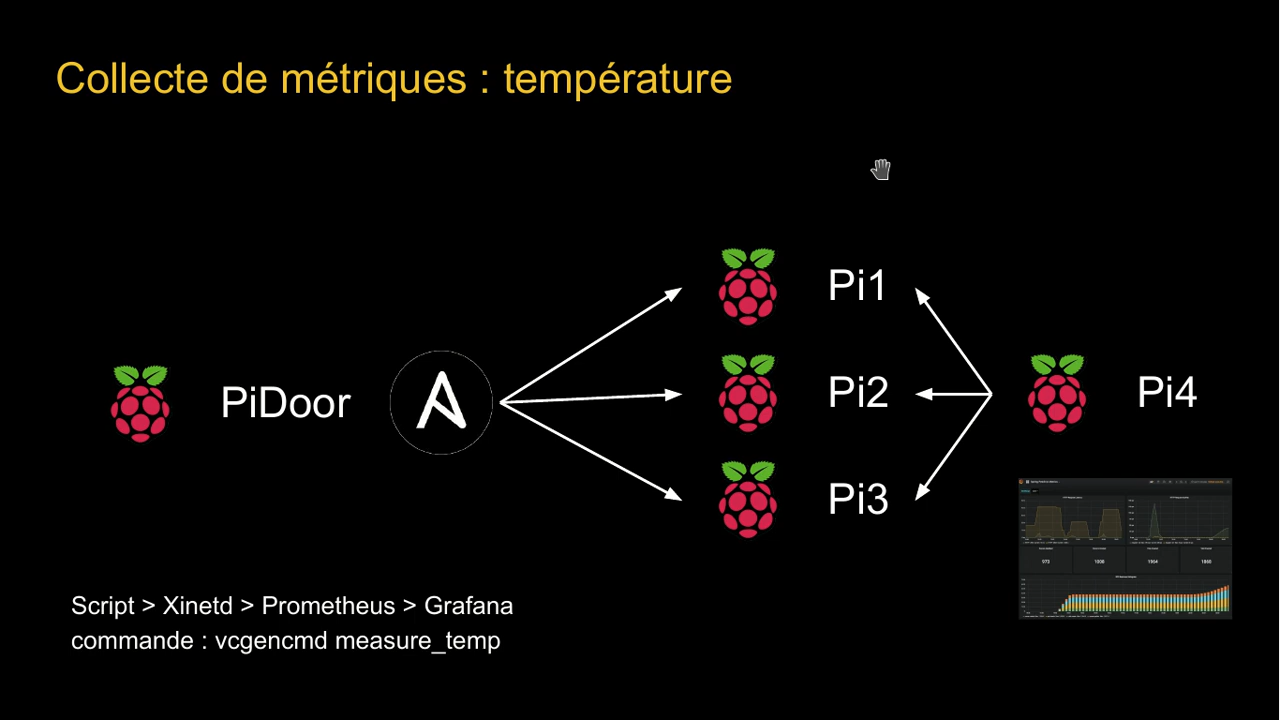 Collecte de métriques : température
Pi1
PiDoor
Pi2
Pi4
Pi3
Script > Xinetd > Prometheus > Grafana
commande : vcgencmd measure_temp